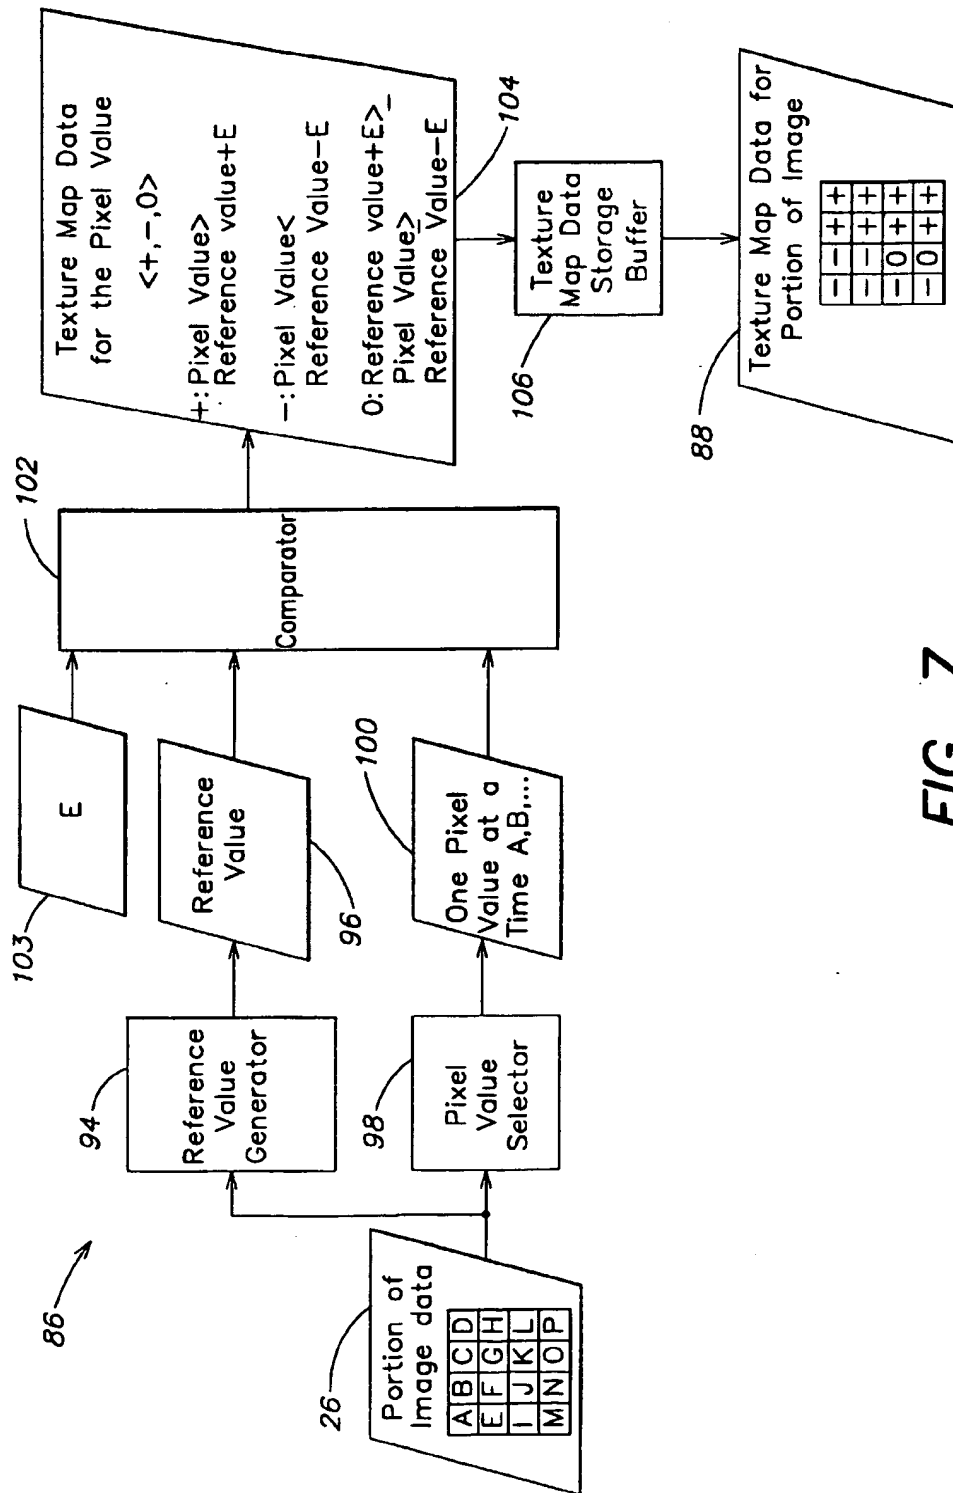 86
26
Portion of
Image data
A B C D
E F G H
I J K L
M N O P
94
Reference
Value
Generator
98
Pixel
Value
Selector
103
E
Reference
Value
96
100
One Pixel
Value at a
Time A,B,...
102
Comparator
Texture Map Data
for the Pixel Value
<+,-,0>
+:Pixel Value>
Reference value+E
-:Pixel Value<
Reference Value-E
0:Reference value+E>_
Pixel Value>_
Reference Value-E
104
106
Texture
Map Data
Storage
Buffer
88
Texture Map Data for
Portion of Image
- - + +
- - + +
- 0 + +
- 0 + +
FIG. 7